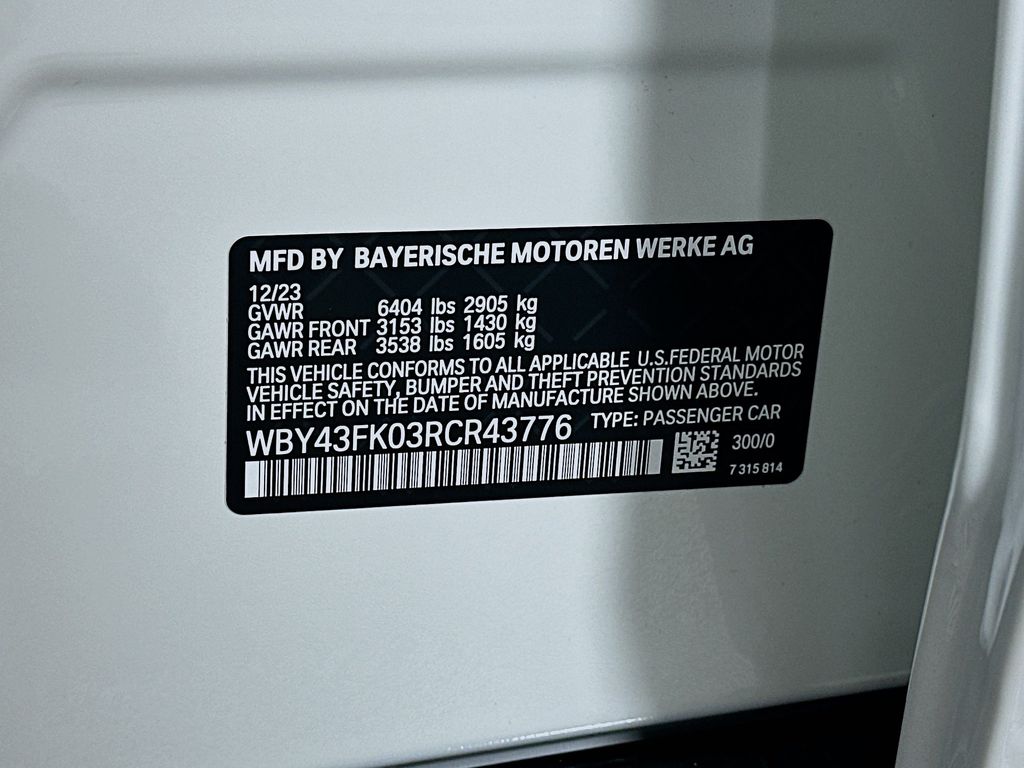 MFD BY BAYERISCHE MOTOREN WERKE AG
12/23
GVWR 6404 lbs 2905 kg
GAWR FRONT 3153 lbs 1430 kg
GAWR REAR 3538 lbs 1605 kg
THIS VEHICLE CONFORMS TO ALL APPLICABLE U.S.FEDERAL MOTOR
VEHICLE SAFETY, BUMPER AND THEFT PREVENTION STANDARDS
IN EFFECT ON THE DATE OF MANUFACTURE SHOWN ABOVE.
WBY43FK03RCR43776 TYPE: PASSENGER CAR
300/0
7 315 814